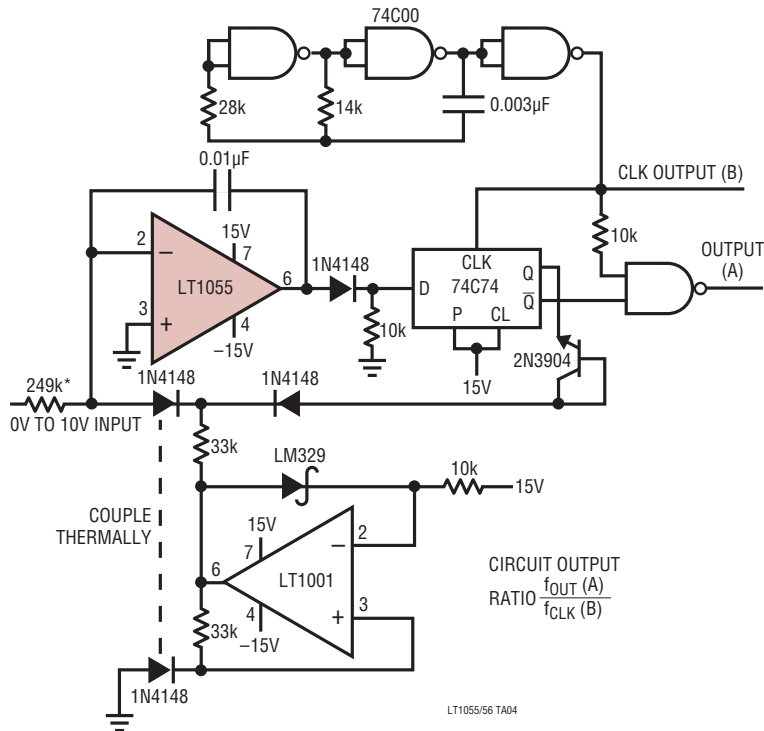 74C00
28k
14k
0.003µF
0.01µF
CLK OUTPUT (B)
10k
OUTPUT
(A)
2
15V
7
−
LT1055
6
1N4148
3
+
4
–15V
10k
D
CLK
74C74
Q
Q̅
P
CL
15V
2N3904
249k*
0V TO 10V INPUT
1N4148
1N4148
33k
LM329
10k
15V
COUPLE
THERMALLY
15V
7
2
−
6
LT1001
3
+
4
–15V
33k
1N4148
CIRCUIT OUTPUT
RATIO fOUT (A)
fCLK (B)
LT1055/56 TA04